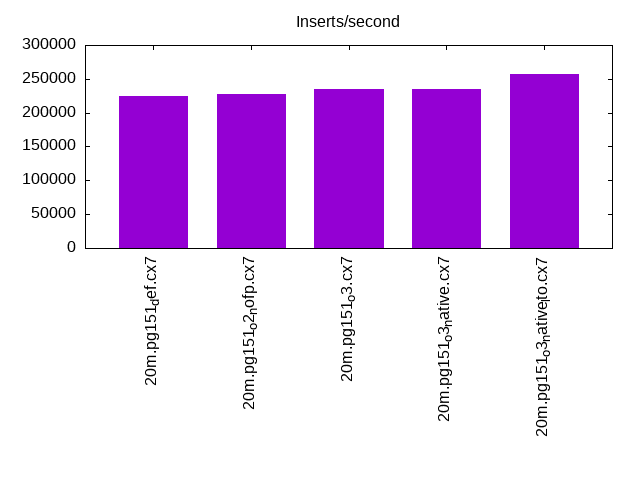 Inserts/second
300000
250000
200000
150000
100000
50000
0
20m.pg151def.cx7
20m.pg151o2nofp.cx7
20m.pg151o3.cx7
20m.pg151o3native.cx7
20m.pg151o3nativelto.cx7